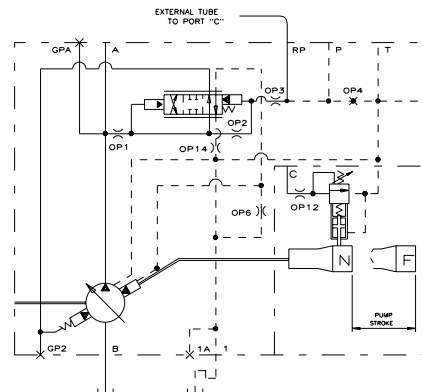 EXTERNAL TUBE
TO PORT "C"
GPA
A
RP
P
T
OP3
OP4
OP1
OP2
OP14
C
OP6
OP12
N
F
PUMP
STROKE
GP2
B
1A
1